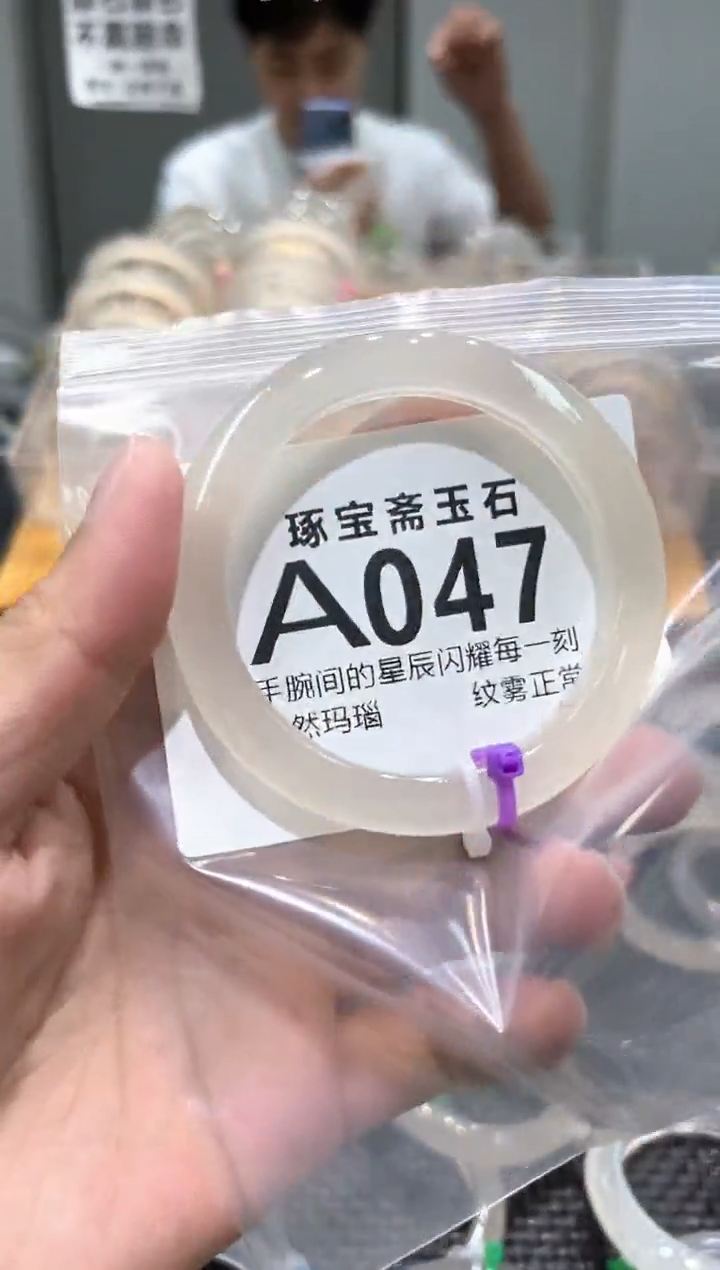 琢宝斋玉石
A047
手腕间的星辰闪耀每一刻
然玛瑙 纹雾正常